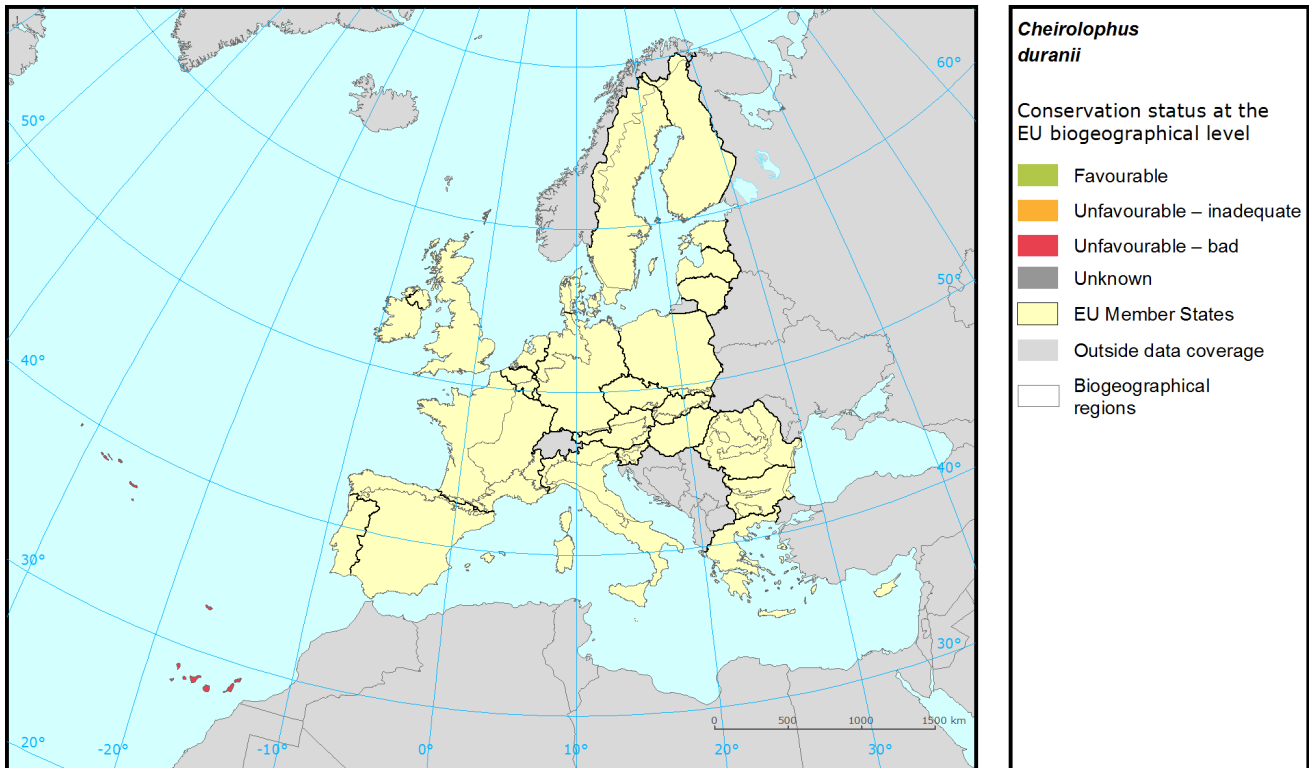 Cheirolophus
duranii
Conservation status at the
EU biogeographical level
Favourable
Unfavourable – inadequate
Unfavourable – bad
Unknown
EU Member States
Outside data coverage
Biogeographical
regions
60°
50°
50°
40°
40°
30°
30°
20°
-20°
-10°
0°
10°
20°
30°
0
500
1000
1500 km